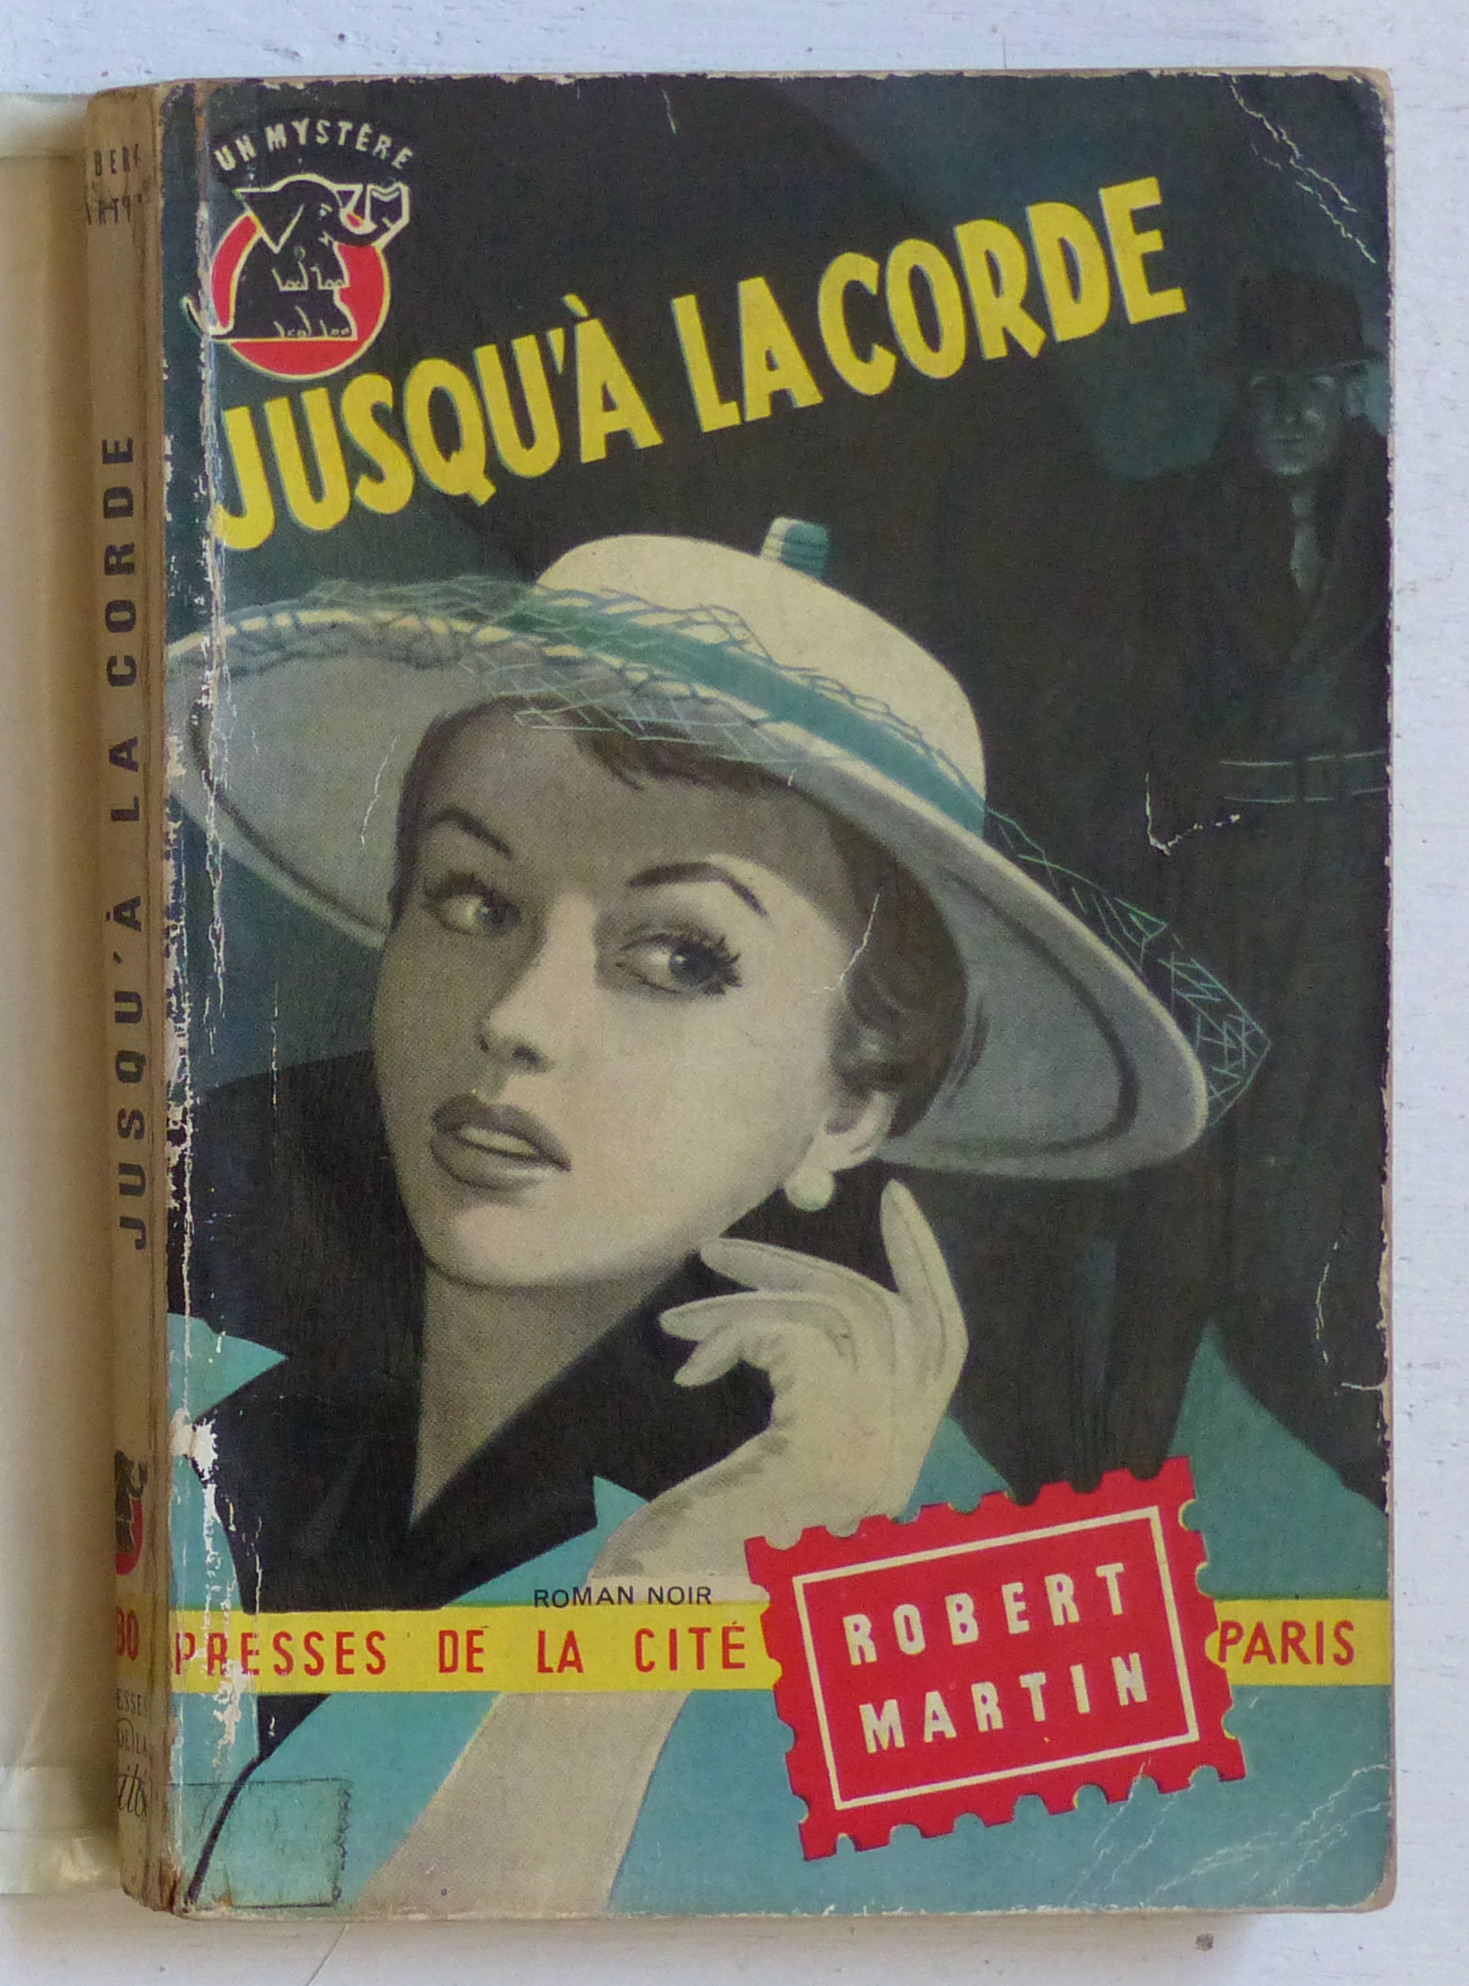 UN MYSTÈRE
JUSQU'À LA CORDE
ROMAN NOIR
PRESSES DE LA CITÉ
ROBERT
MARTIN
PARIS
JUSQU'À LA CORDE